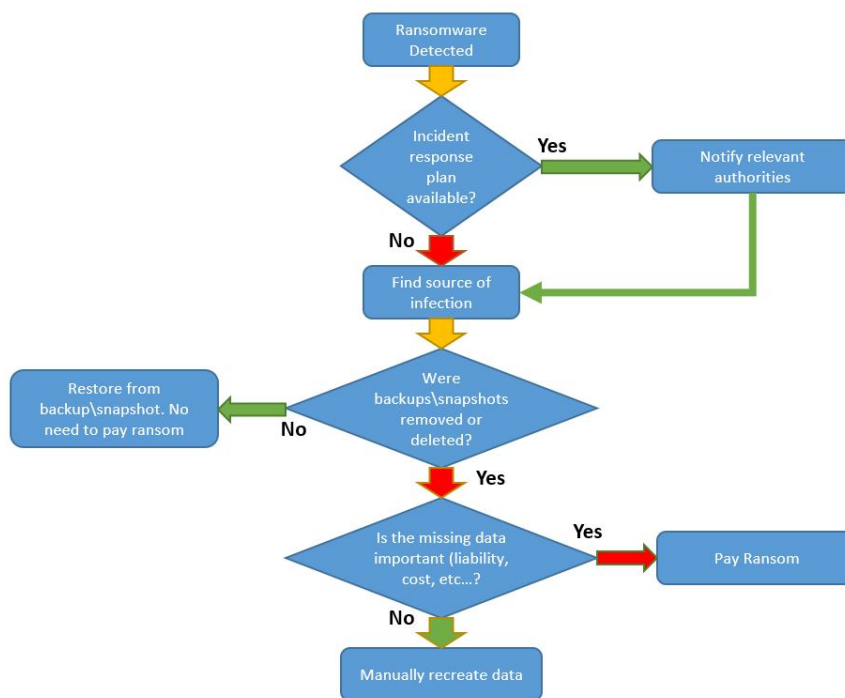 Ransomware
Detected
Incident
response
plan
available?
Yes
Notify relevant
authorities
No
Find source of
infection
Were
backups\snapshots
removed or
deleted?
No
Restore from
backup\snapshot. No
need to pay ransom
Yes
Is the missing data
important (liability,
cost, etc...?
Yes
Pay Ransom
No
Manually recreate data